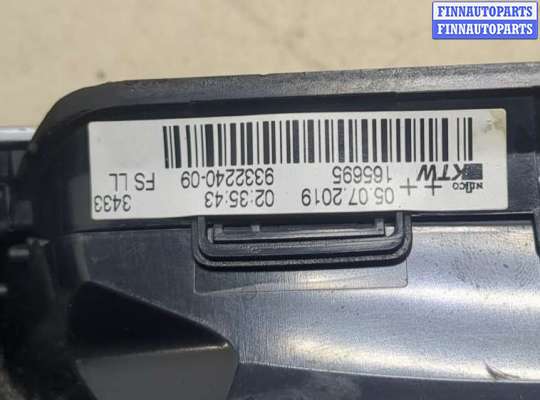 FINNAUTOPARTS
FINNAUTOPARTS
KTW
++ 165695
05.07.2019 9332240-09
02:35:43 FS LL
3433